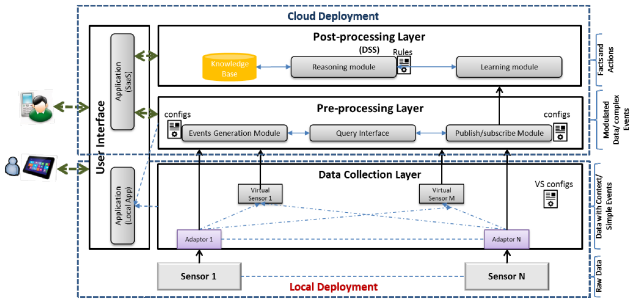 Cloud Deployment
Post-processing Layer
(DSS)
Rules
Knowledge
Base
Reasoning module
Learning module
Pre-processing Layer
configs
configs
Events Generation Module
Query Interface
Publish/subscribe Module
Data Collection Layer
Virtual
Sensor 1
Virtual
Sensor M
VS configs
Adaptor 1
Adaptor N
Sensor 1
Sensor N
Local Deployment
User Interface
Application
(SaaS)
Application
(Local App)
Facts and
Actions
Modulated
Data/ Complex
Events
Data with Context/
Simple Events
Raw Data